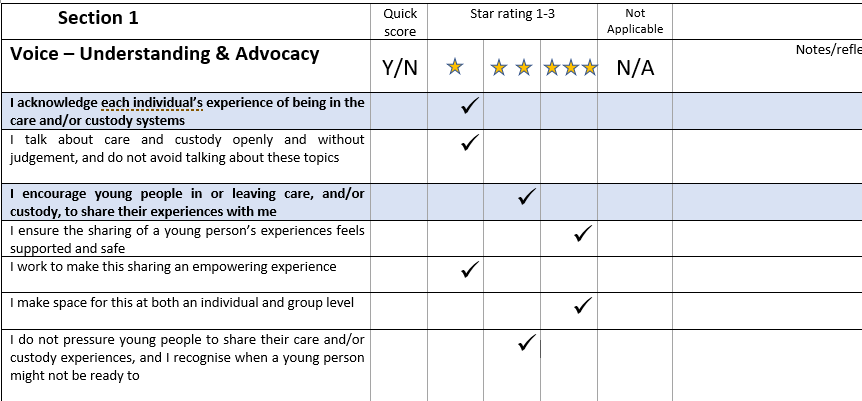 Section 1
Quick
score
Star rating 1-3
Not
Applicable
Voice – Understanding & Advocacy
Y/N
N/A
Notes/refle
I acknowledge each individual's experience of being in the
care and/or custody systems
I talk about care and custody openly and without
judgement, and do not avoid talking about these topics
I encourage young people in or leaving care, and/or
custody, to share their experiences with me
I ensure the sharing of a young person's experiences feels
supported and safe
I work to make this sharing an empowering experience
I make space for this at both an individual and group level
I do not pressure young people to share their care and/or
custody experiences, and I recognise when a young person
might not be ready to